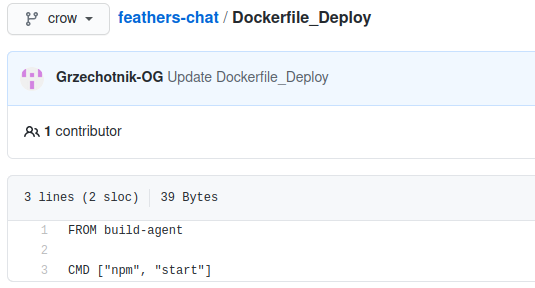 crow
feathers-chat / Dockerfile_Deploy
Grzechotnik-OG Update Dockerfile_Deploy
1 contributor
3 lines (2 sloc) 39 Bytes
1 FROM build-agent
2
3 CMD ["npm", "start"]